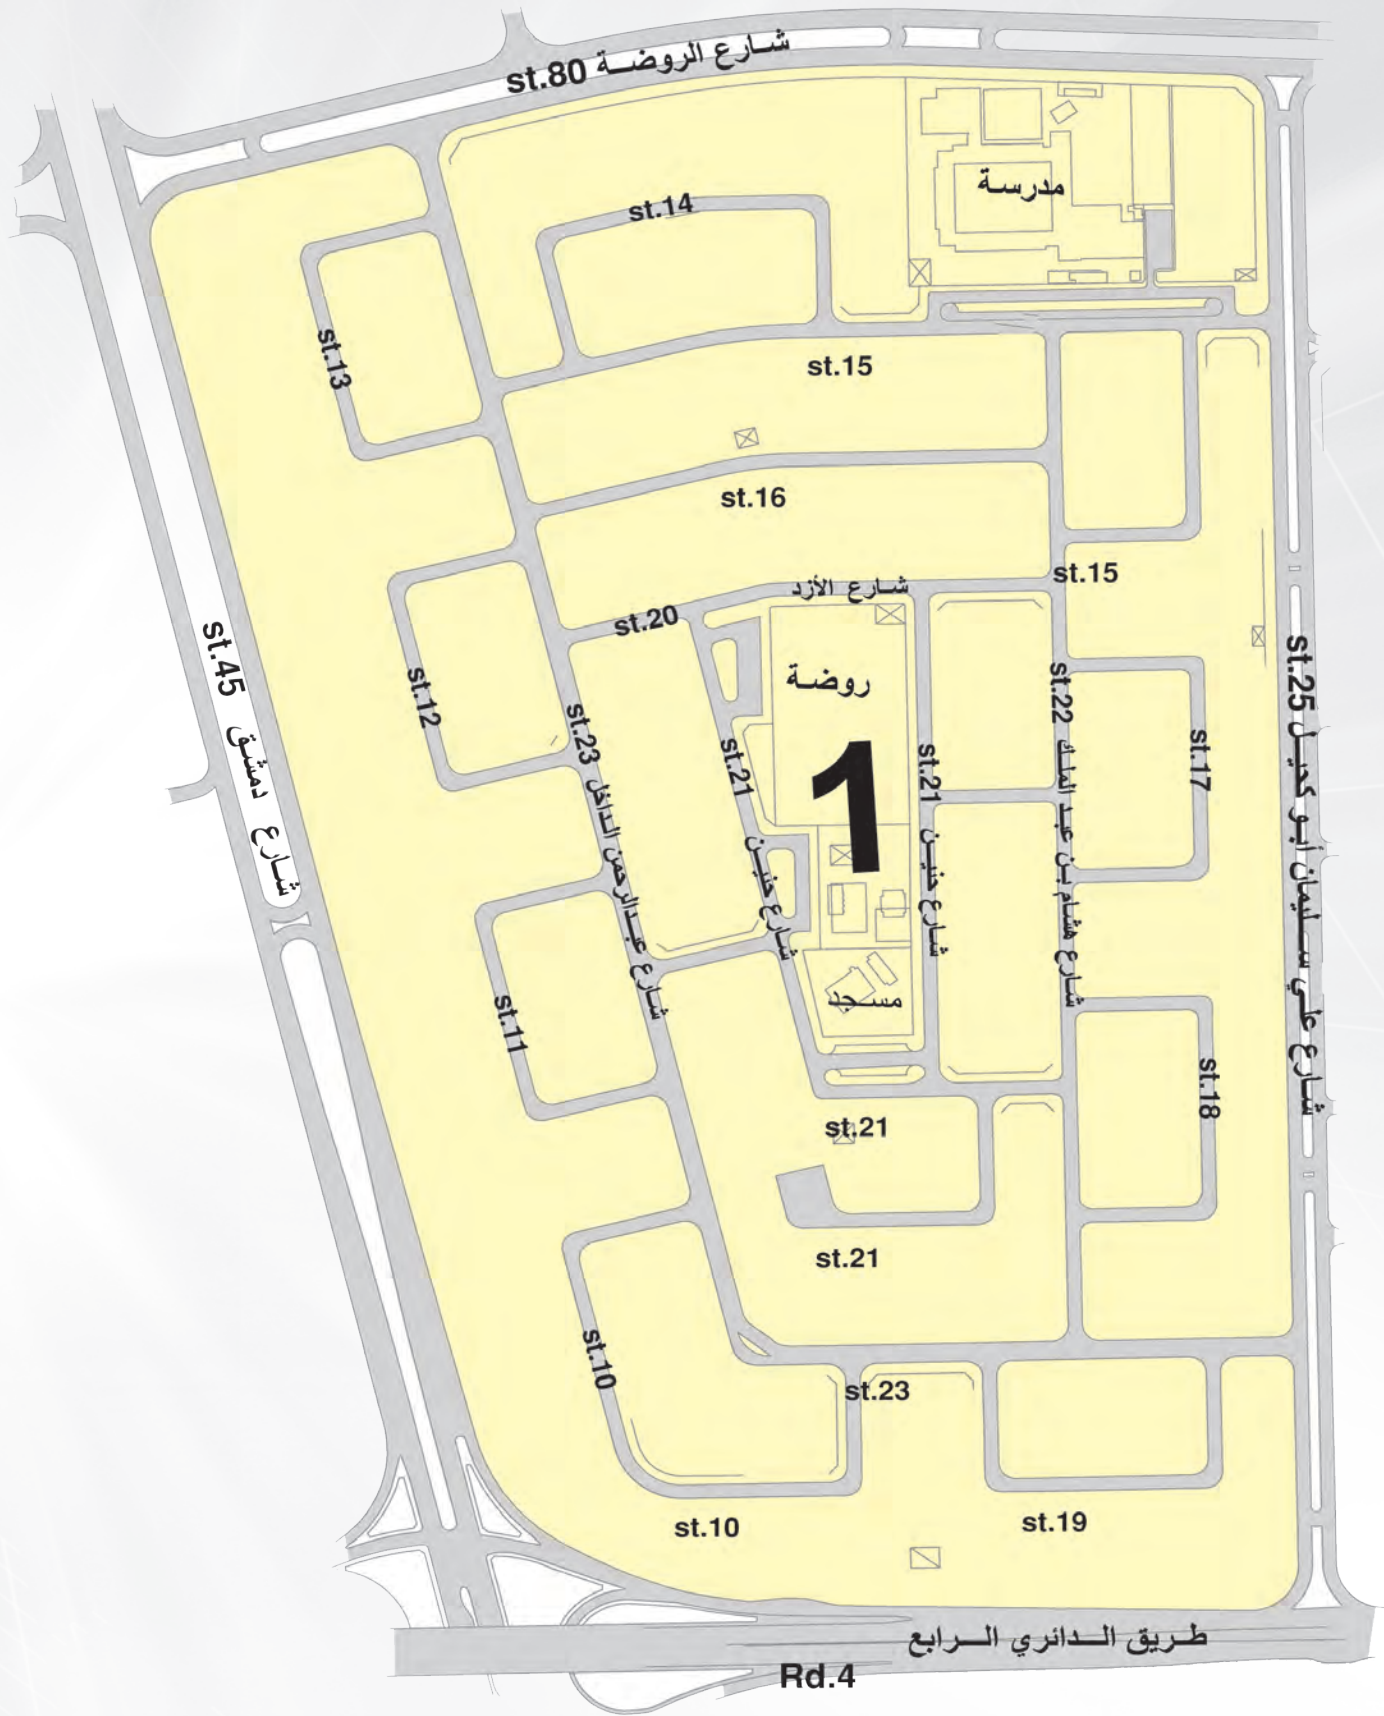 شارع الروضة st.80
مدرسة
st.14
st.13
st.15
st.16
st.15
شارع الأزد
st.20
روضة
st.45 شارع دمشق
st.12
st.23 شارع عبدالرحمن الداخل
st.21 شارع حنين
1
st.21 شارع حنين
st.22 شارع هشام بن عبد الملك
st.17
st.25 شارع علي سليمان أبو كحيل
مسجد
st.11
st.18
st.21
st.21
st.10
st.23
st.10
st.19
طريق الدائري الرابع
Rd.4